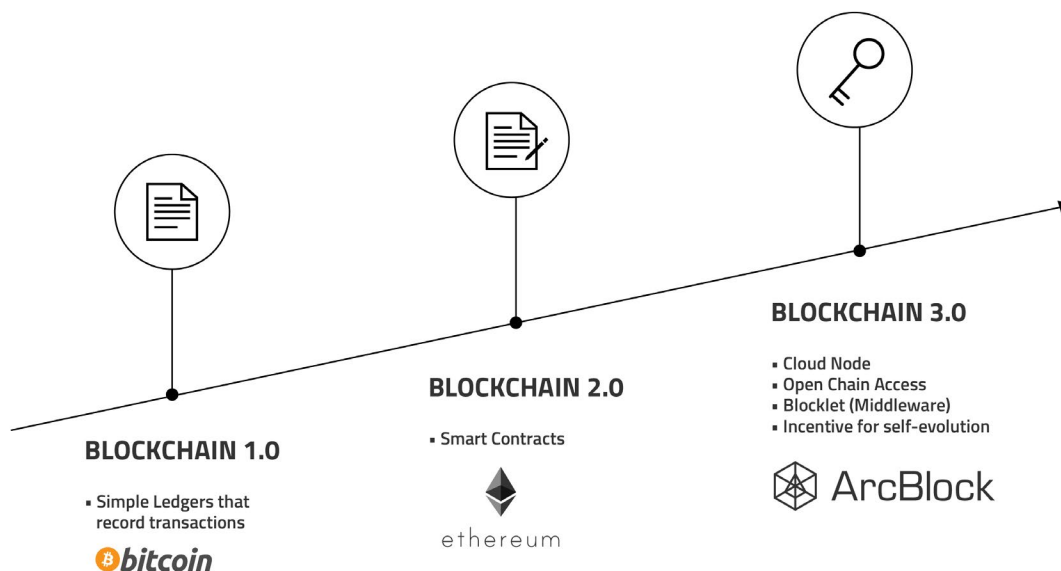 BLOCKCHAIN 1.0
▪ Simple Ledgers that
record transactions
bitcoin
BLOCKCHAIN 2.0
▪ Smart Contracts
ethereum
BLOCKCHAIN 3.0
▪ Cloud Node
▪ Open Chain Access
▪ Blocklet (Middleware)
▪ Incentive for self-evolution
ArcBlock